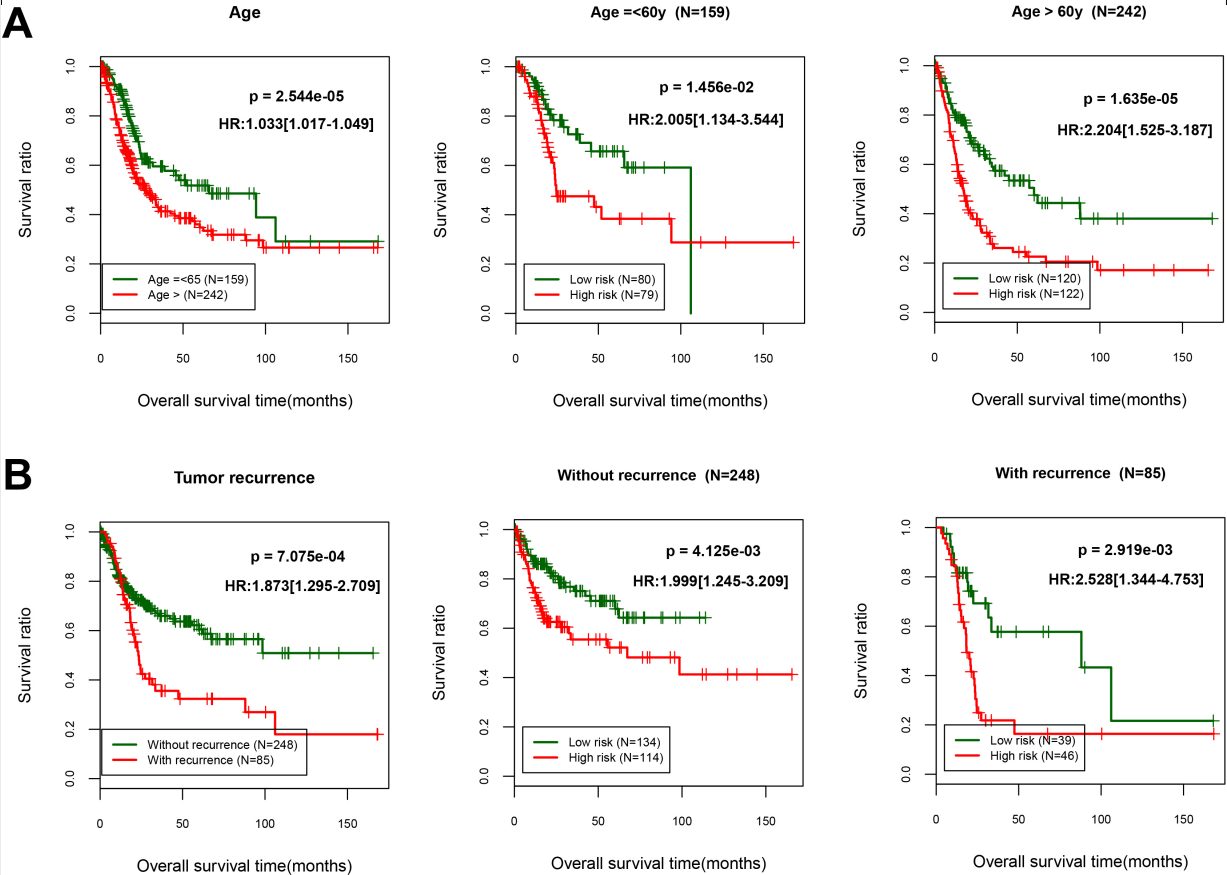 A
Age
Survival ratio
1.0
0.8
0.6
0.4
0.2
0.0
p = 2.544e-05
HR:1.033[1.017-1.049]
Age =<65 (N=159)
Age > (N=242)
0 50 100 150
Overall survival time(months)
Age =<60y (N=159)
Survival ratio
1.0
0.8
0.6
0.4
0.2
0.0
p = 1.456e-02
HR:2.005[1.134-3.544]
Low risk (N=80)
High risk (N=79)
0 50 100 150
Overall survival time(months)
Age > 60y (N=242)
Survival ratio
1.0
0.8
0.6
0.4
0.2
0.0
p = 1.635e-05
HR:2.204[1.525-3.187]
Low risk (N=120)
High risk (N=122)
0 50 100 150
Overall survival time(months)
B
Tumor recurrence
Survival ratio
1.0
0.8
0.6
0.4
0.2
0.0
p = 7.075e-04
HR:1.873[1.295-2.709]
Without recurrence (N=248)
With recurrence (N=85)
0 50 100 150
Overall survival time(months)
Without recurrence (N=248)
Survival ratio
1.0
0.8
0.6
0.4
0.2
0.0
p = 4.125e-03
HR:1.999[1.245-3.209]
Low risk (N=134)
High risk (N=114)
0 50 100 150
Overall survival time(months)
With recurrence (N=85)
Survival ratio
1.0
0.8
0.6
0.4
0.2
0.0
p = 2.919e-03
HR:2.528[1.344-4.753]
Low risk (N=39)
High risk (N=46)
0 50 100 150
Overall survival time(months)